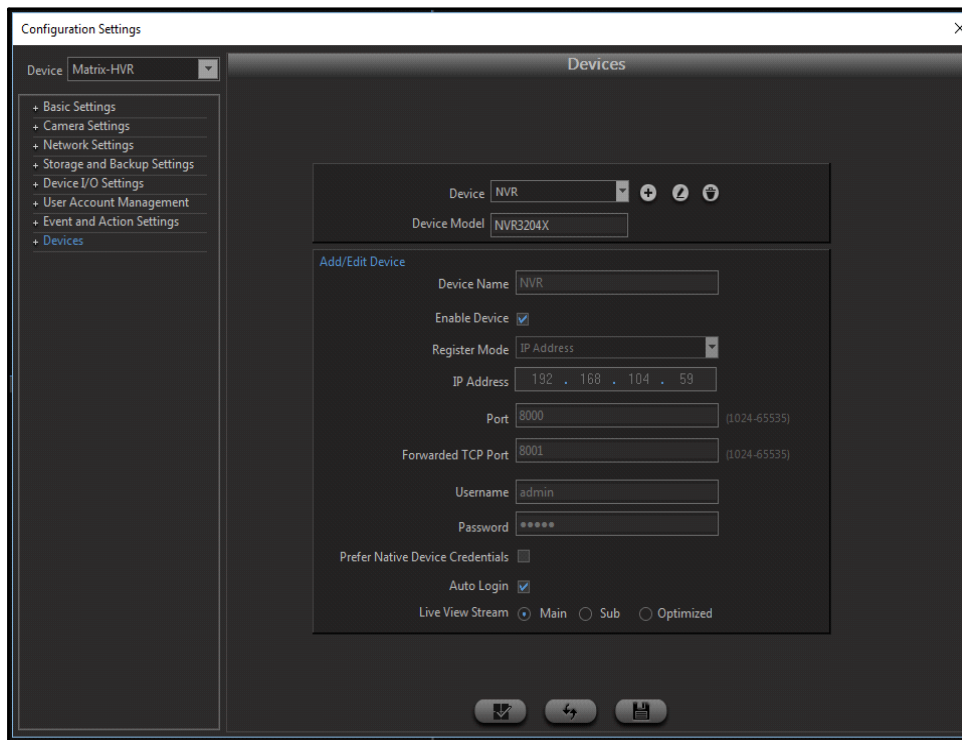 Configuration Settings
Device Matrix-HVR
Devices
+ Basic Settings
+ Camera Settings
+ Network Settings
+ Storage and Backup Settings
+ Device I/O Settings
+ User Account Management
+ Event and Action Settings
+ Devices
Device NVR
Device Model NVR3204X
Add/Edit Device
Device Name NVR
Enable Device
Register Mode IP Address
IP Address 192 . 168 . 104 . 59
Port 8000 (1024-65535)
Forwarded TCP Port 8001 (1024-65535)
Username admin
Password •••••
Prefer Native Device Credentials
Auto Login
Live View Stream Main Sub Optimized